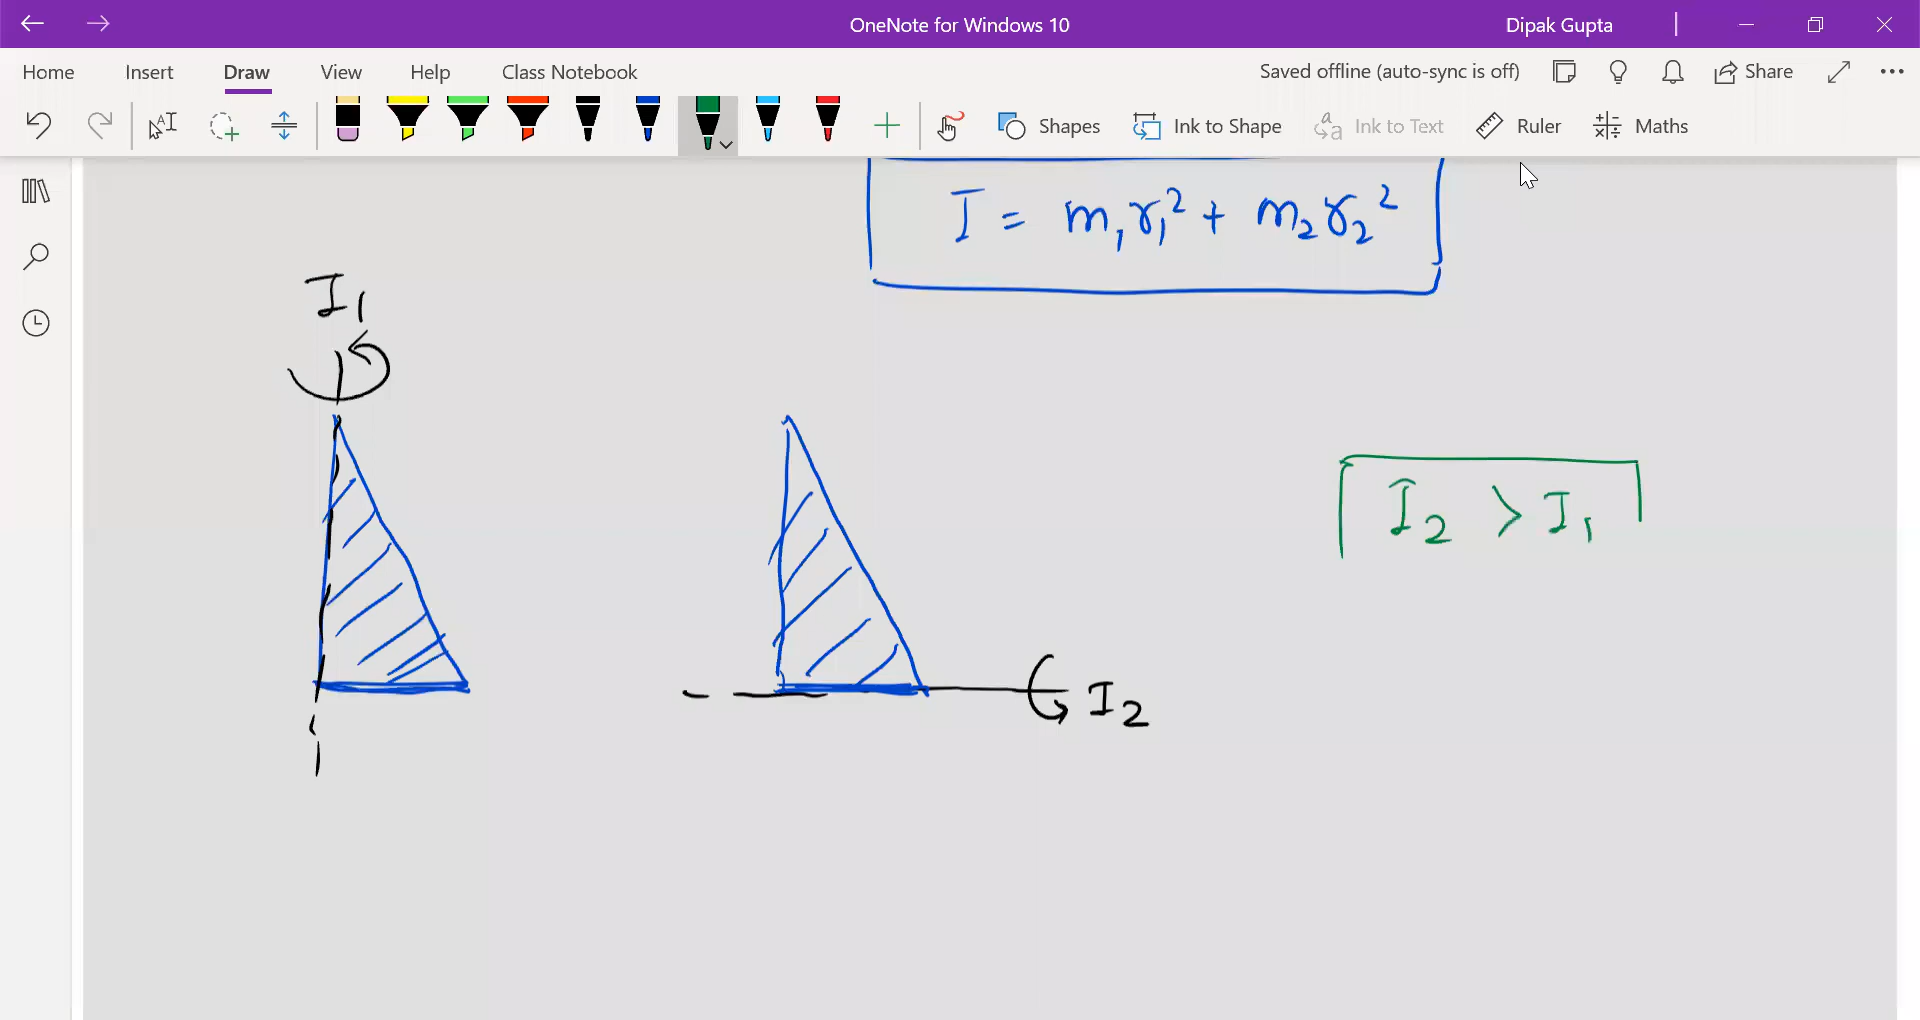 OneNote for Windows 10
Dipak Gupta
Home Insert Draw View Help Class Notebook
Saved offline (auto-sync is off)
Share
Shapes Ink to Shape Ink to Text Ruler Maths
I = m₁r₁² + m₂r₂²
I₁
I₂ > I₁
I₂